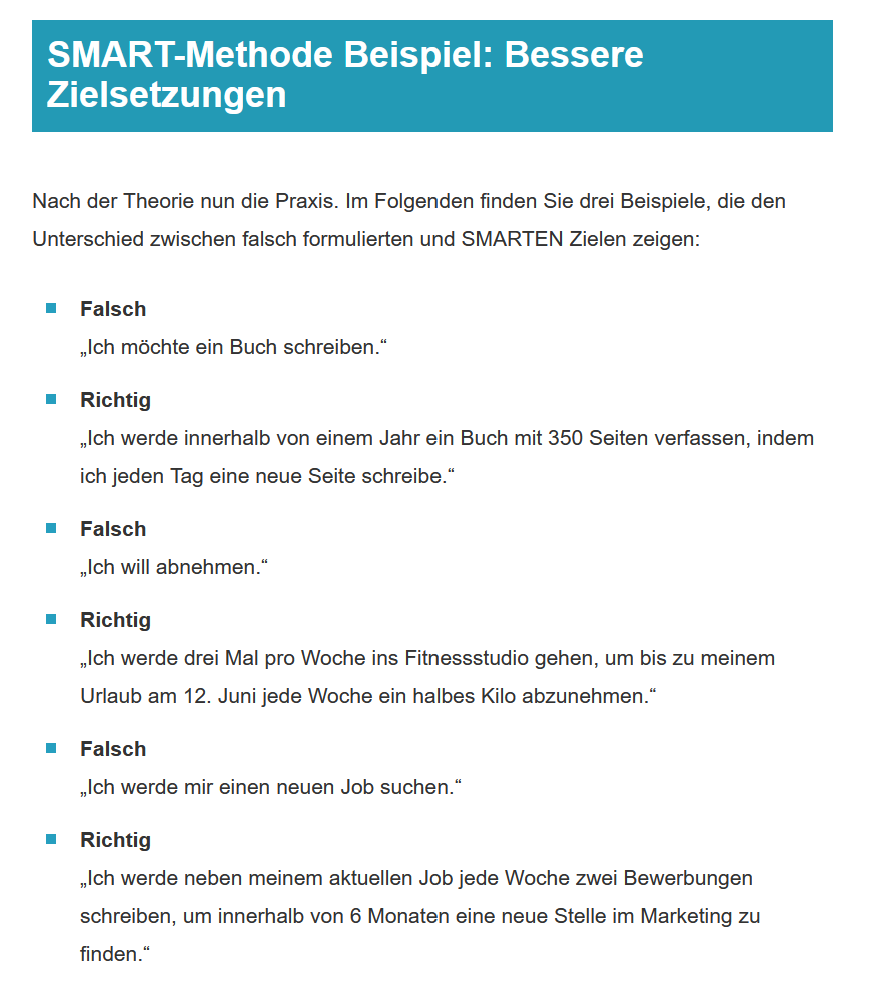 SMART-Methode Beispiel: Bessere
Zielsetzungen
Nach der Theorie nun die Praxis. Im Folgenden finden Sie drei Beispiele, die den
Unterschied zwischen falsch formulierten und SMARTEN Zielen zeigen:
Falsch
„Ich möchte ein Buch schreiben.“
Richtig
„Ich werde innerhalb von einem Jahr ein Buch mit 350 Seiten verfassen, indem
ich jeden Tag eine neue Seite schreibe.“
Falsch
„Ich will abnehmen.“
Richtig
„Ich werde drei Mal pro Woche ins Fitnessstudio gehen, um bis zu meinem
Urlaub am 12. Juni jede Woche ein halbes Kilo abzunehmen.“
Falsch
„Ich werde mir einen neuen Job suchen.“
Richtig
„Ich werde neben meinem aktuellen Job jede Woche zwei Bewerbungen
schreiben, um innerhalb von 6 Monaten eine neue Stelle im Marketing zu
finden.“